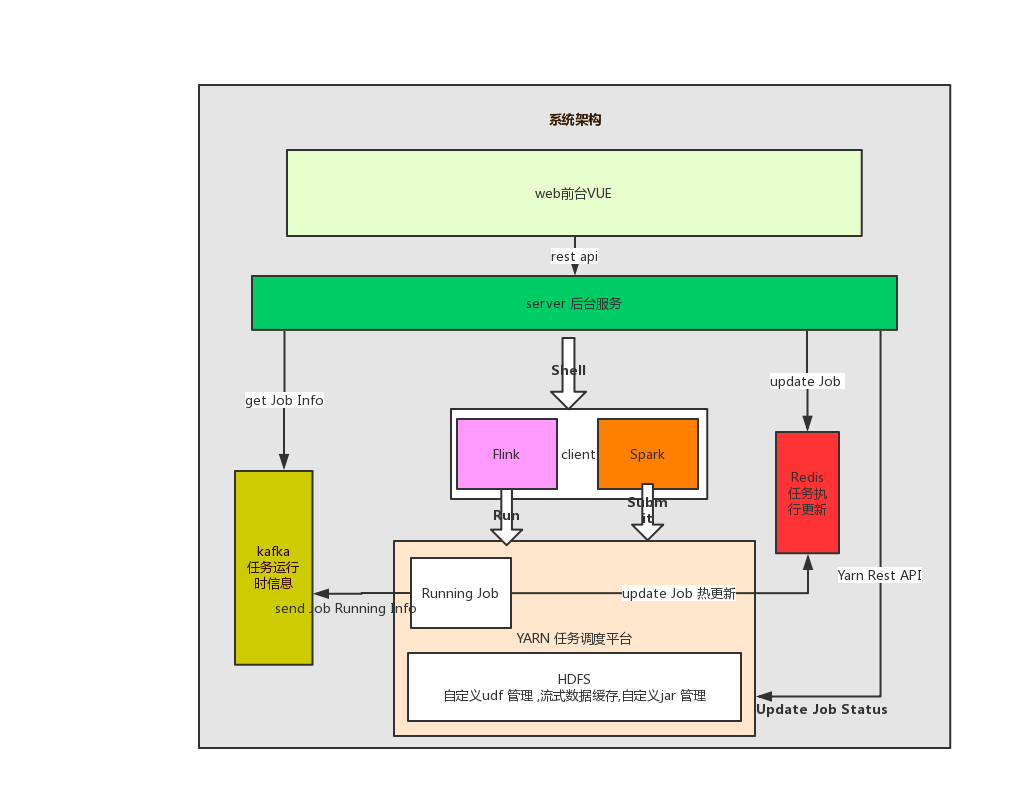 系统架构
web前台VUE
rest api
server 后台服务
Shell
get Job Info
update Job
Flink
client
Spark
Redis
任务执
行更新
Run
Subm
it
kafka
任务运行
时信息
Yarn Rest API
Running Job
update Job 热更新
send Job Running Info
YARN 任务调度平台
HDFS
自定义udf 管理 ,流式数据缓存,自定义jar 管理
Update Job Status